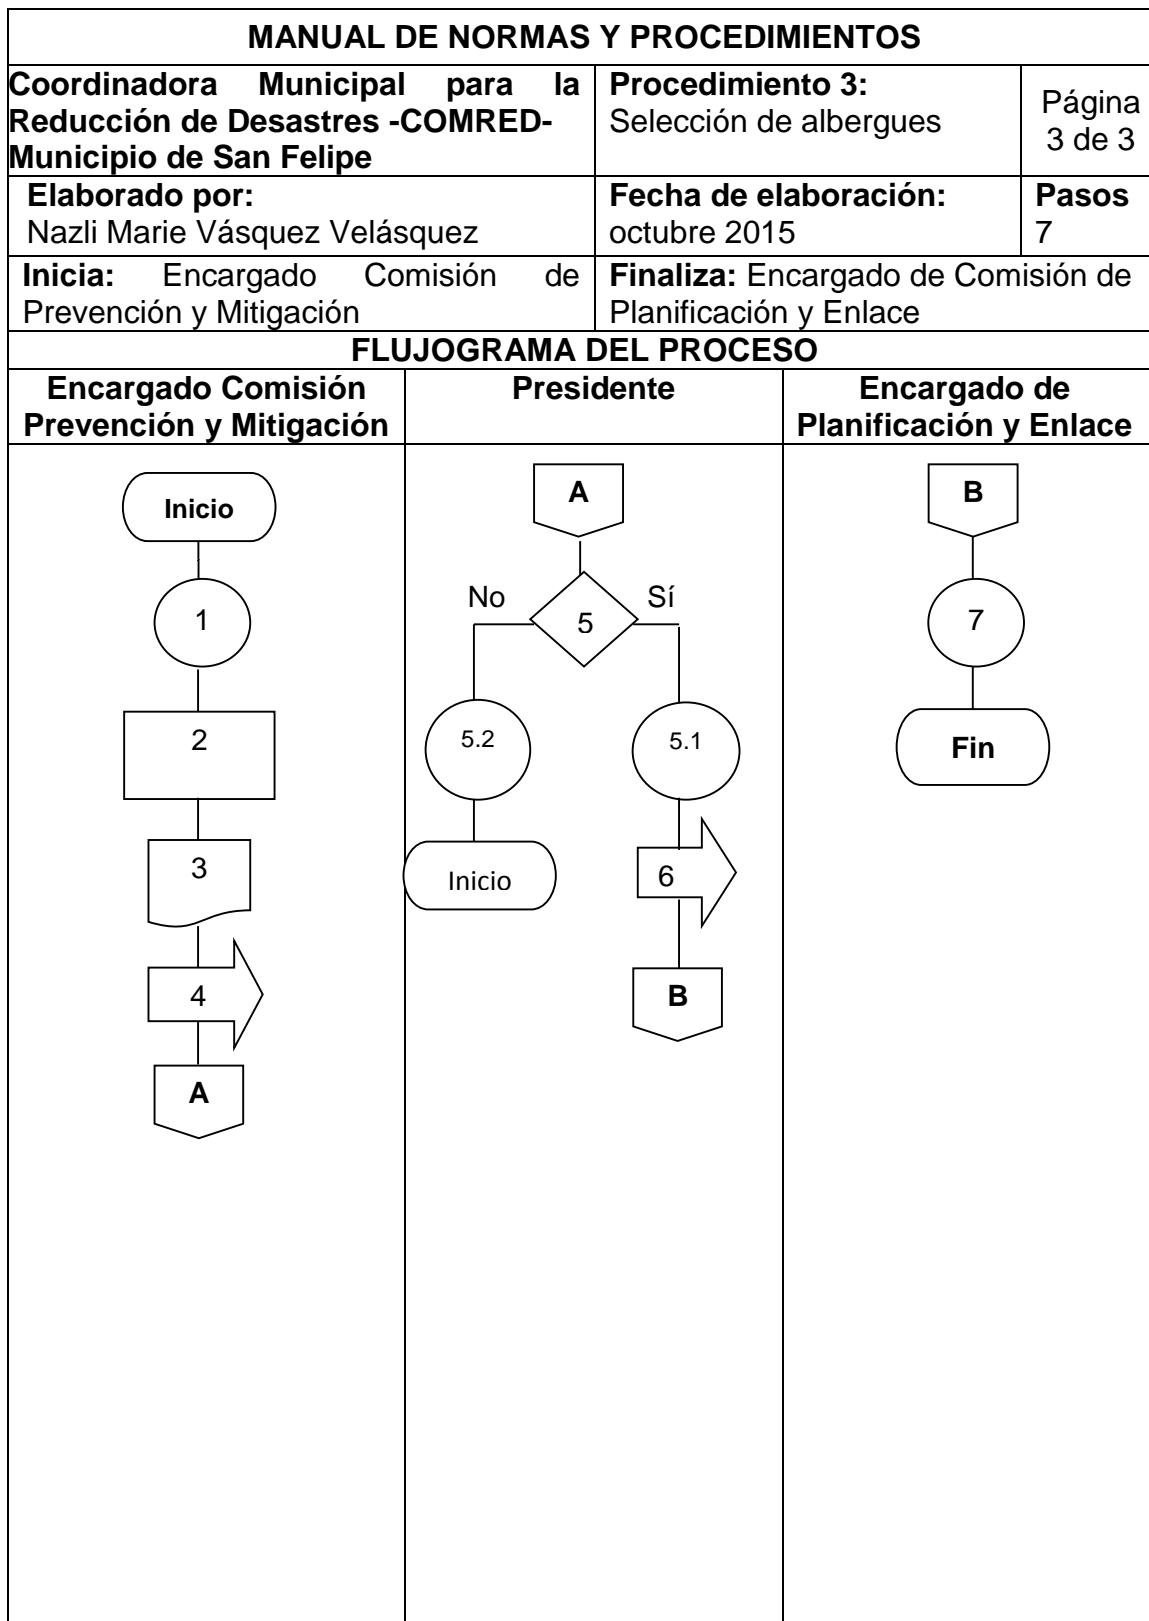 MANUAL DE NORMAS Y PROCEDIMIENTOS
Coordinadora Municipal para la
Reducción de Desastres -COMRED-
Municipio de San Felipe
Procedimiento 3:
Selección de albergues
Página
3 de 3
Elaborado por:
Nazli Marie Vásquez Velásquez
Fecha de elaboración:
octubre 2015
Pasos
7
Inicia: Encargado Comisión de
Prevención y Mitigación
Finaliza: Encargado de Comisión de
Planificación y Enlace
FLUJOGRAMA DEL PROCESO
Encargado Comisión
Prevención y Mitigación
Presidente
Encargado de
Planificación y Enlace
Inicio
1
2
3
4
A
A
No
Sí
5
5.2
5.1
Inicio
6
B
B
7
Fin